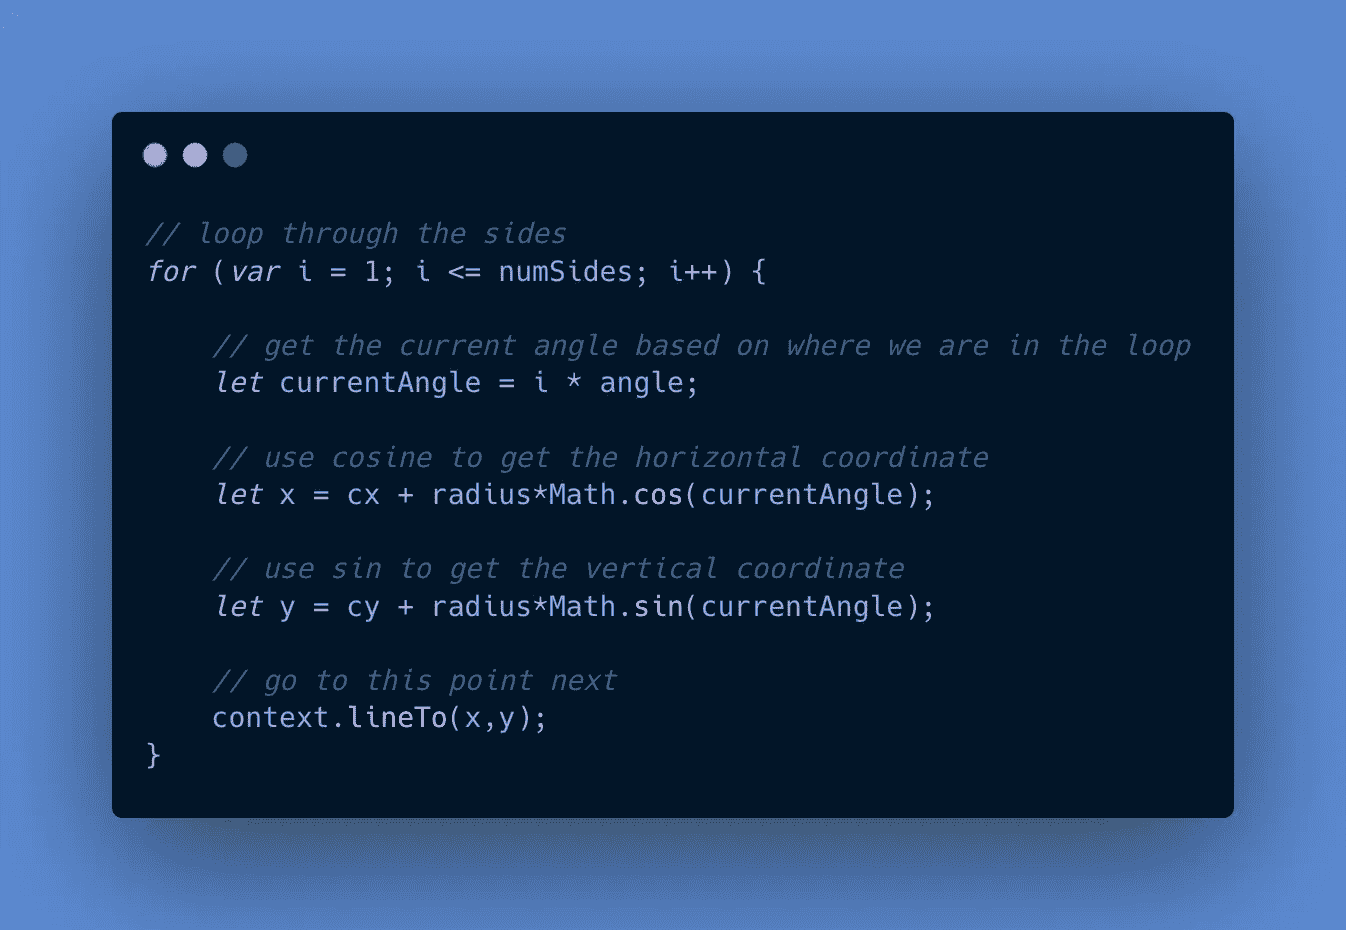 // loop through the sides
for (var i = 1; i <= numSides; i++) {
// get the current angle based on where we are in the loop
let currentAngle = i * angle;
// use cosine to get the horizontal coordinate
let x = cx + radius*Math.cos(currentAngle);
// use sin to get the vertical coordinate
let y = cy + radius*Math.sin(currentAngle);
// go to this point next
context.lineTo(x,y);
}